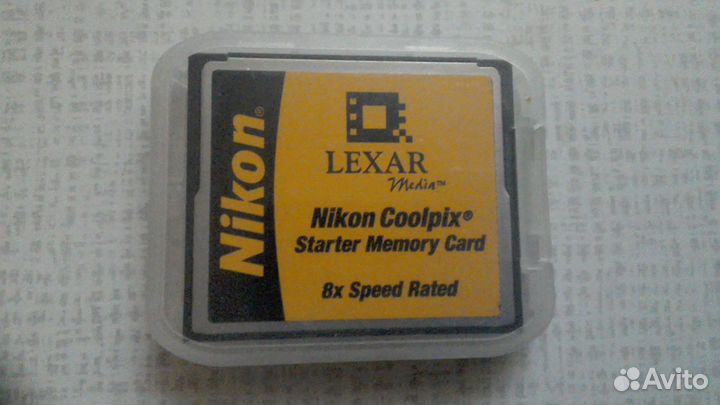 Nikon®
LEXAR
Media™
Nikon Coolpix®
Starter Memory Card
8x Speed Rated
Avito